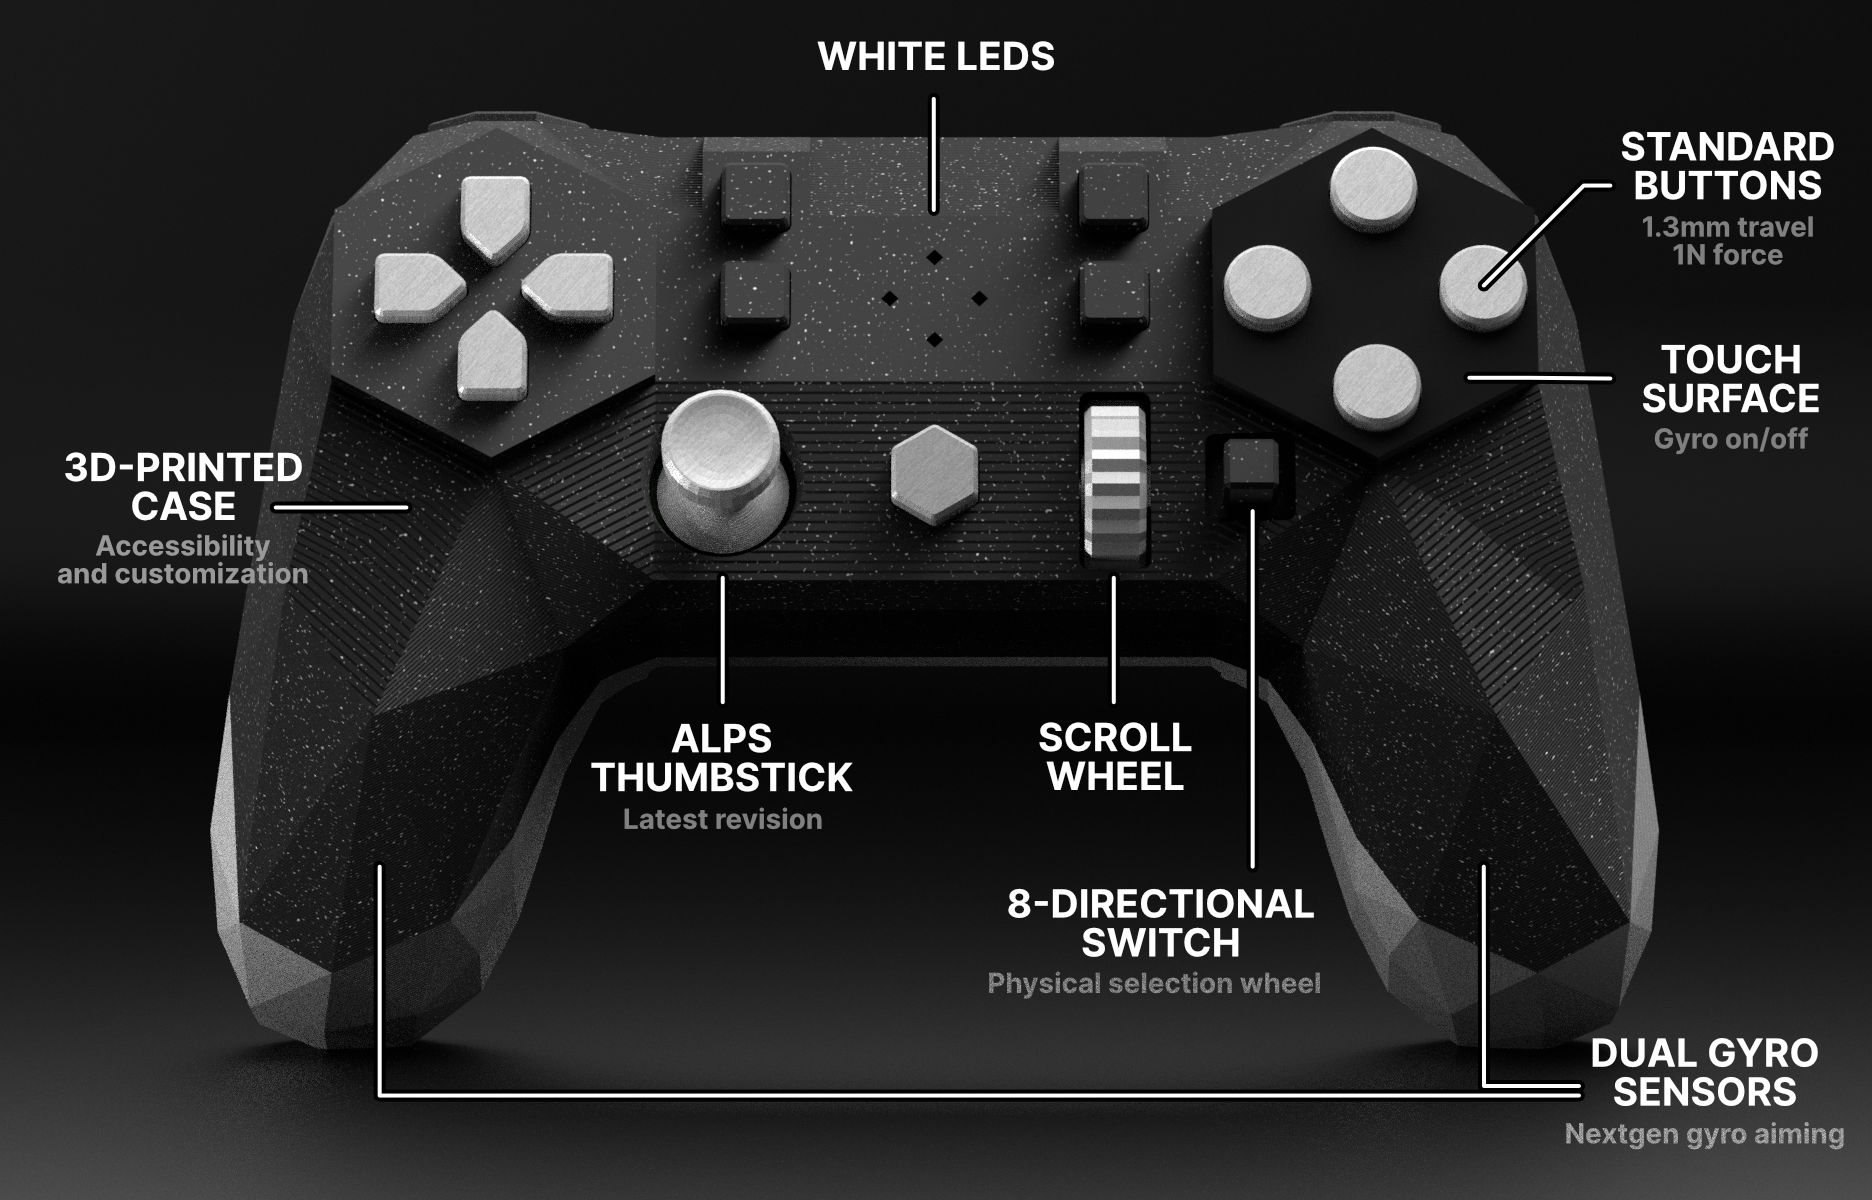 WHITE LEDS
STANDARD
BUTTONS
1.3mm travel
1N force
TOUCH
SURFACE
Gyro on/off
3D-PRINTED
CASE
Accessibility
and customization
ALPS
THUMBSTICK
Latest revision
SCROLL
WHEEL
8-DIRECTIONAL
SWITCH
Physical selection wheel
DUAL GYRO
SENSORS
Nextgen gyro aiming